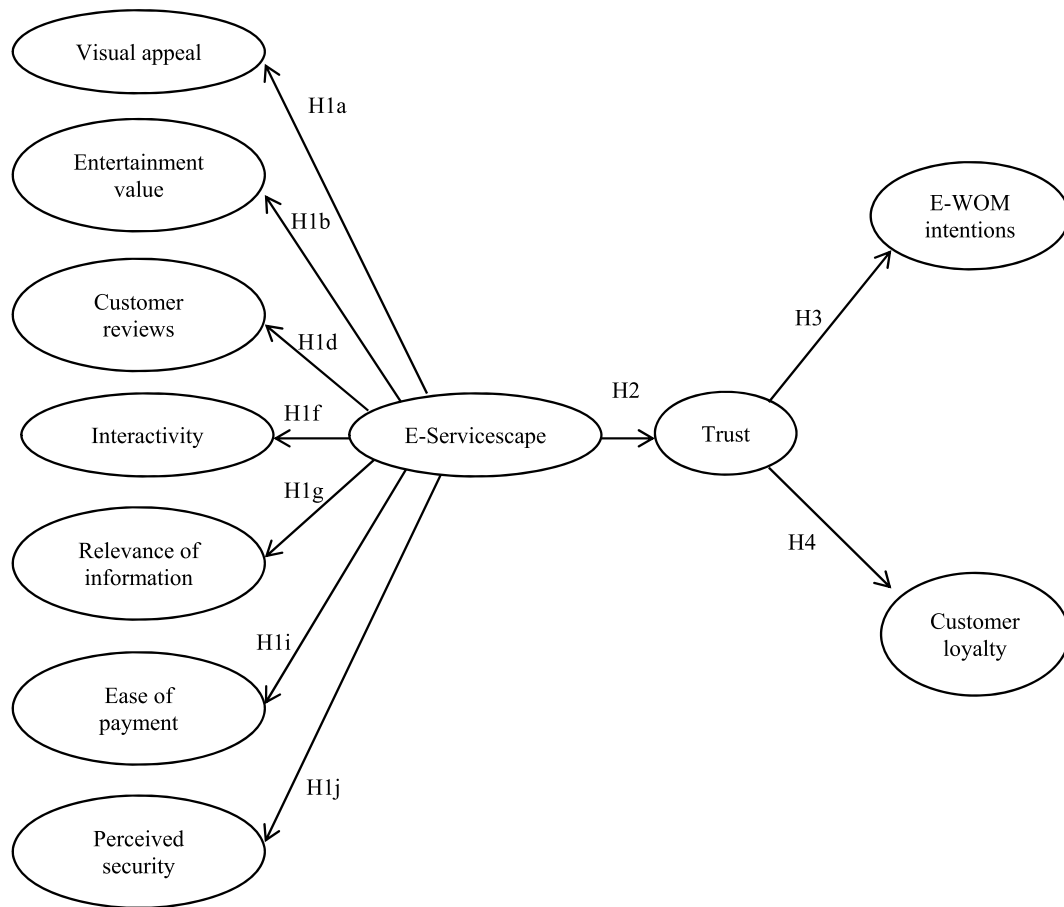 Visual appeal
H1a
Entertainment
value
H1b
E-WOM
intentions
Customer
reviews
H1d
H3
Interactivity
H1f
E-Servicescape
H2
Trust
H1g
Relevance of
information
H4
H1i
Customer
loyalty
Ease of
payment
H1j
Perceived
security